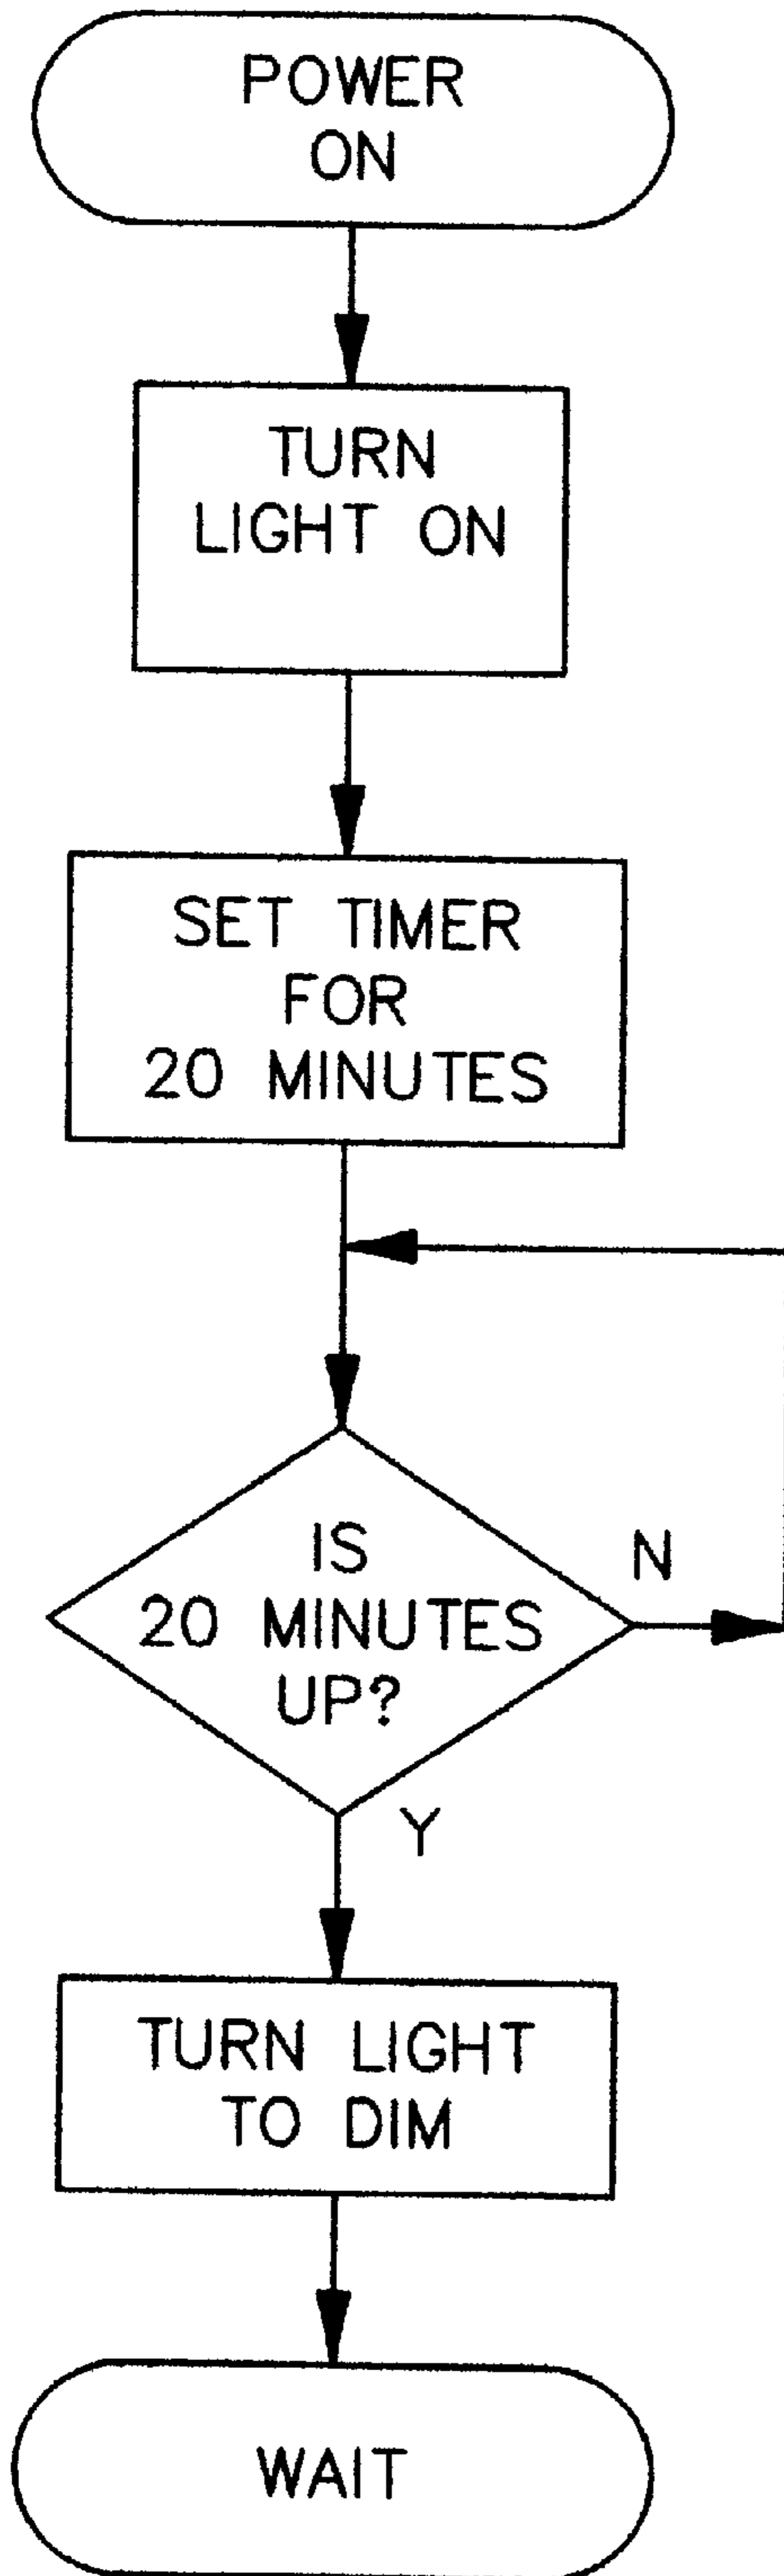 POWER
ON
TURN
LIGHT ON
SET TIMER
FOR
20 MINUTES
IS
20 MINUTES
UP?
N
Y
TURN LIGHT
TO DIM
WAIT